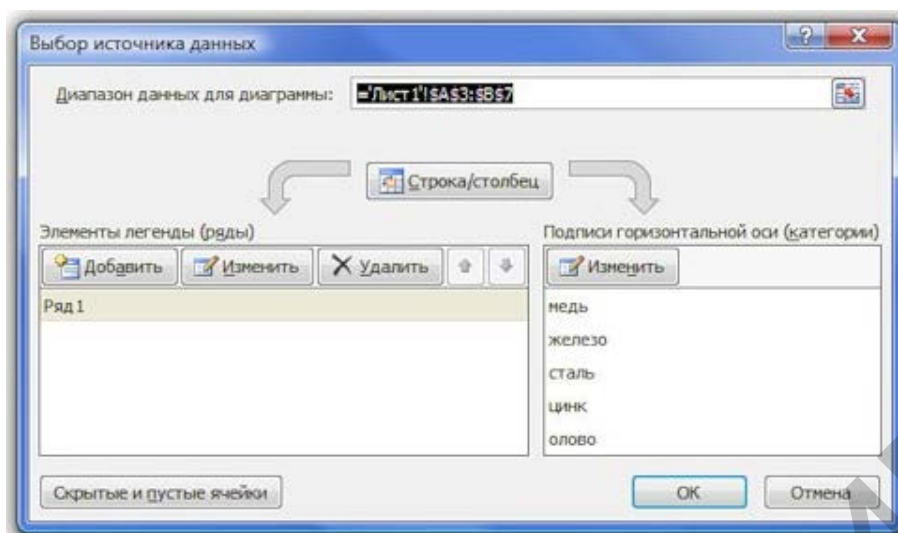 Выбор источника данных
Диапазон данных для диаграммы: ='Лист1'!$A$3:$B$7
Строка/столбец
Элементы легенды (ряды)
Добавить Изменить Удалить
Ряд1
Подписи горизонтальной оси (категории)
Изменить
медь
железо
сталь
цинк
олово
Скрытые и пустые ячейки
ОК Отмена